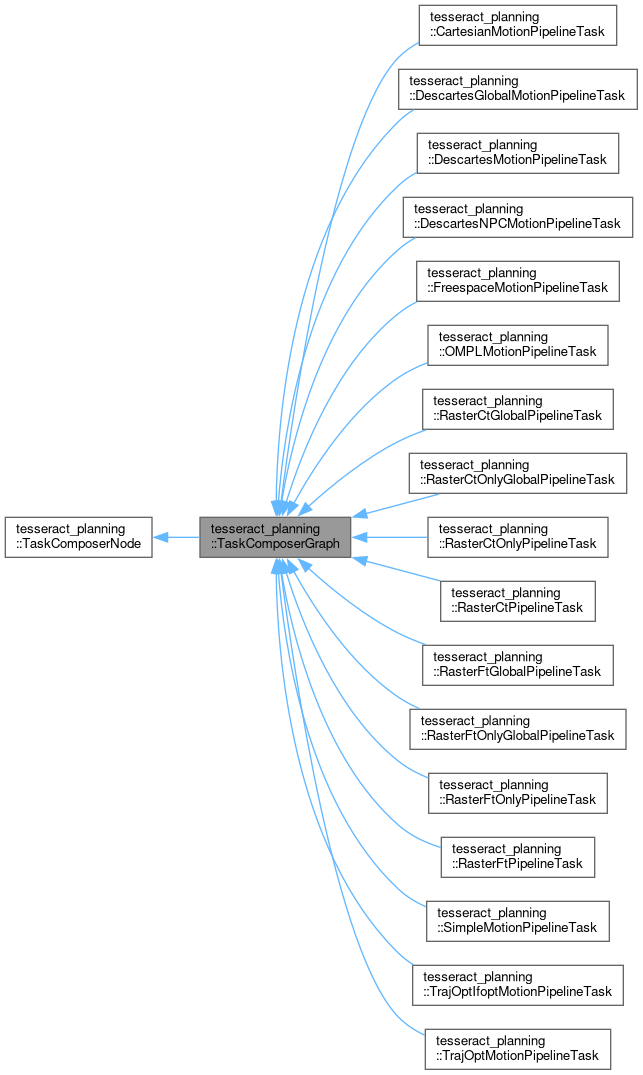 tesseract_planning
::CartesianMotionPipelineTask
tesseract_planning
::DescartesGlobalMotionPipelineTask
tesseract_planning
::DescartesMotionPipelineTask
tesseract_planning
::DescartesNPCMotionPipelineTask
tesseract_planning
::FreespaceMotionPipelineTask
tesseract_planning
::OMPLMotionPipelineTask
tesseract_planning
::RasterCtGlobalPipelineTask
tesseract_planning
::RasterCtOnlyGlobalPipelineTask
tesseract_planning
::TaskComposerNode
tesseract_planning
::TaskComposerGraph
tesseract_planning
::RasterCtOnlyPipelineTask
tesseract_planning
::RasterCtPipelineTask
tesseract_planning
::RasterFtGlobalPipelineTask
tesseract_planning
::RasterFtOnlyGlobalPipelineTask
tesseract_planning
::RasterFtOnlyPipelineTask
tesseract_planning
::RasterFtPipelineTask
tesseract_planning
::SimpleMotionPipelineTask
tesseract_planning
::TrajOptIfoptMotionPipelineTask
tesseract_planning
::TrajOptMotionPipelineTask